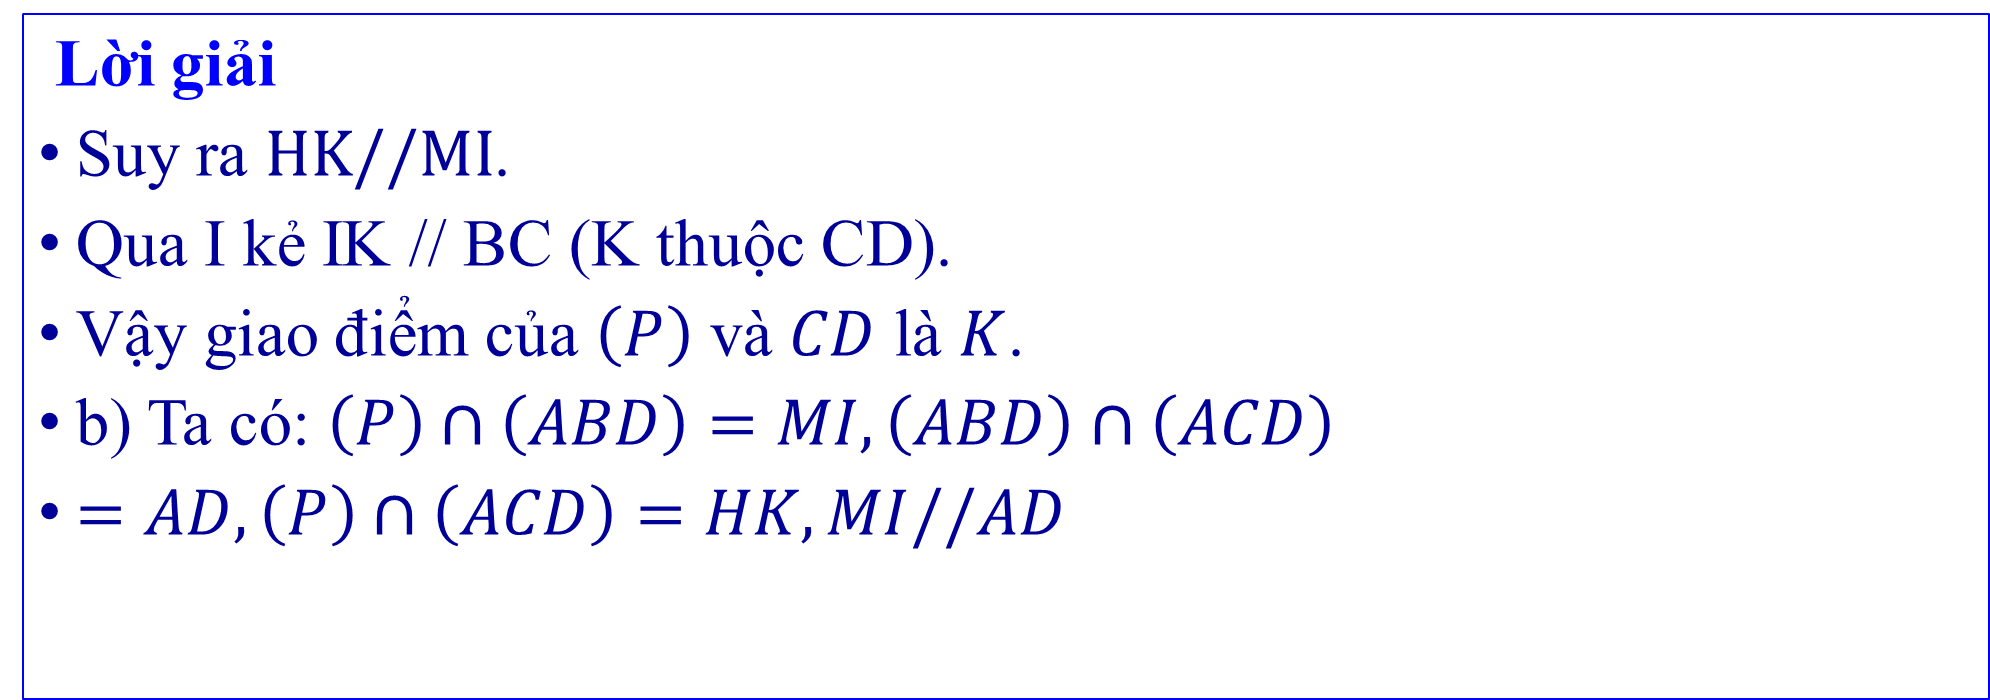 Lời giải
• Suy ra HK//MI.
• Qua I kẻ IK // BC (K thuộc CD).
• Vậy giao điểm của (𝑃) và 𝐶𝐷 là 𝐾.
• b) Ta có: (𝑃) ∩ (𝐴𝐵𝐷) = 𝑀𝐼, (𝐴𝐵𝐷) ∩ (𝐴𝐶𝐷)
• = 𝐴𝐷, (𝑃) ∩ (𝐴𝐶𝐷) = 𝐻𝐾, 𝑀𝐼//𝐴𝐷